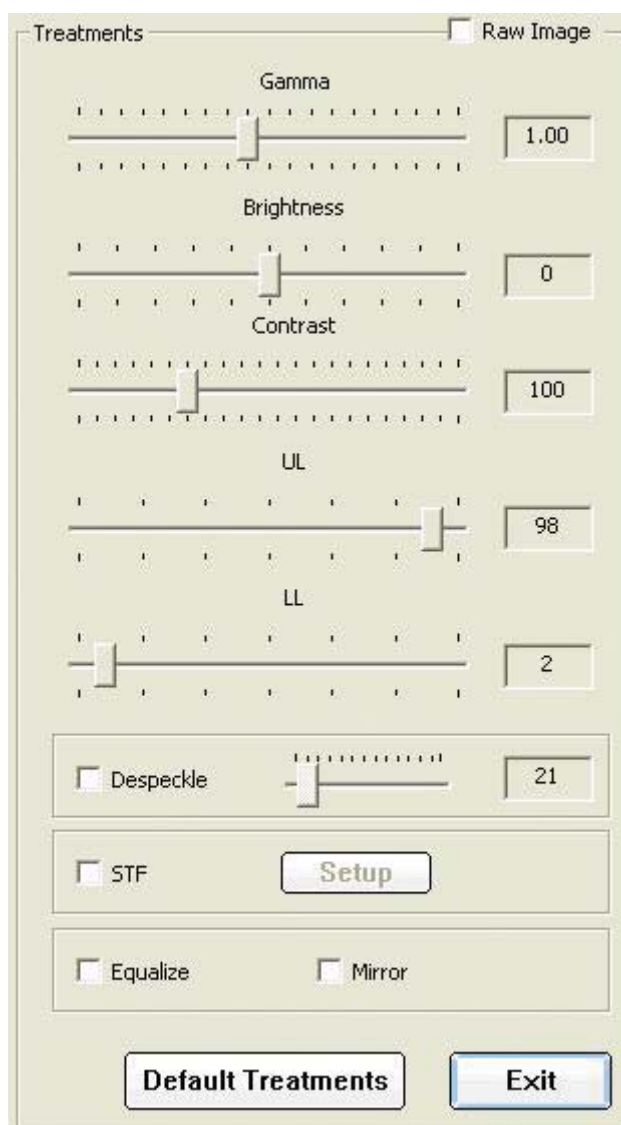 Treatments Raw Image
Gamma
1.00
Brightness
0
Contrast
100
UL
98
LL
2
Despeckle 21
STF Setup
Equalize Mirror
Default Treatments Exit